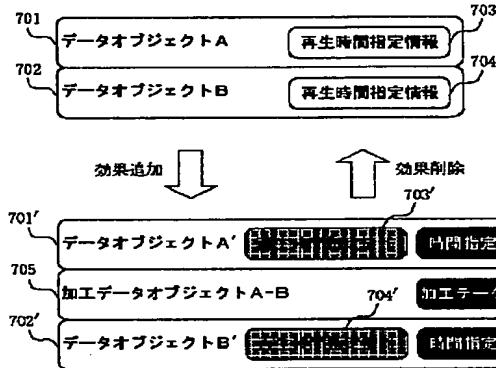 701 データオブジェクトA 再生時間指定情報 703
702 データオブジェクトB 再生時間指定情報 704
効果追加 効果削除
703′
701′ データオブジェクトA′ 時間指定
705 加工データオブジェクトA-B 加工データ
704′
702′ データオブジェクトB′ 時間指定